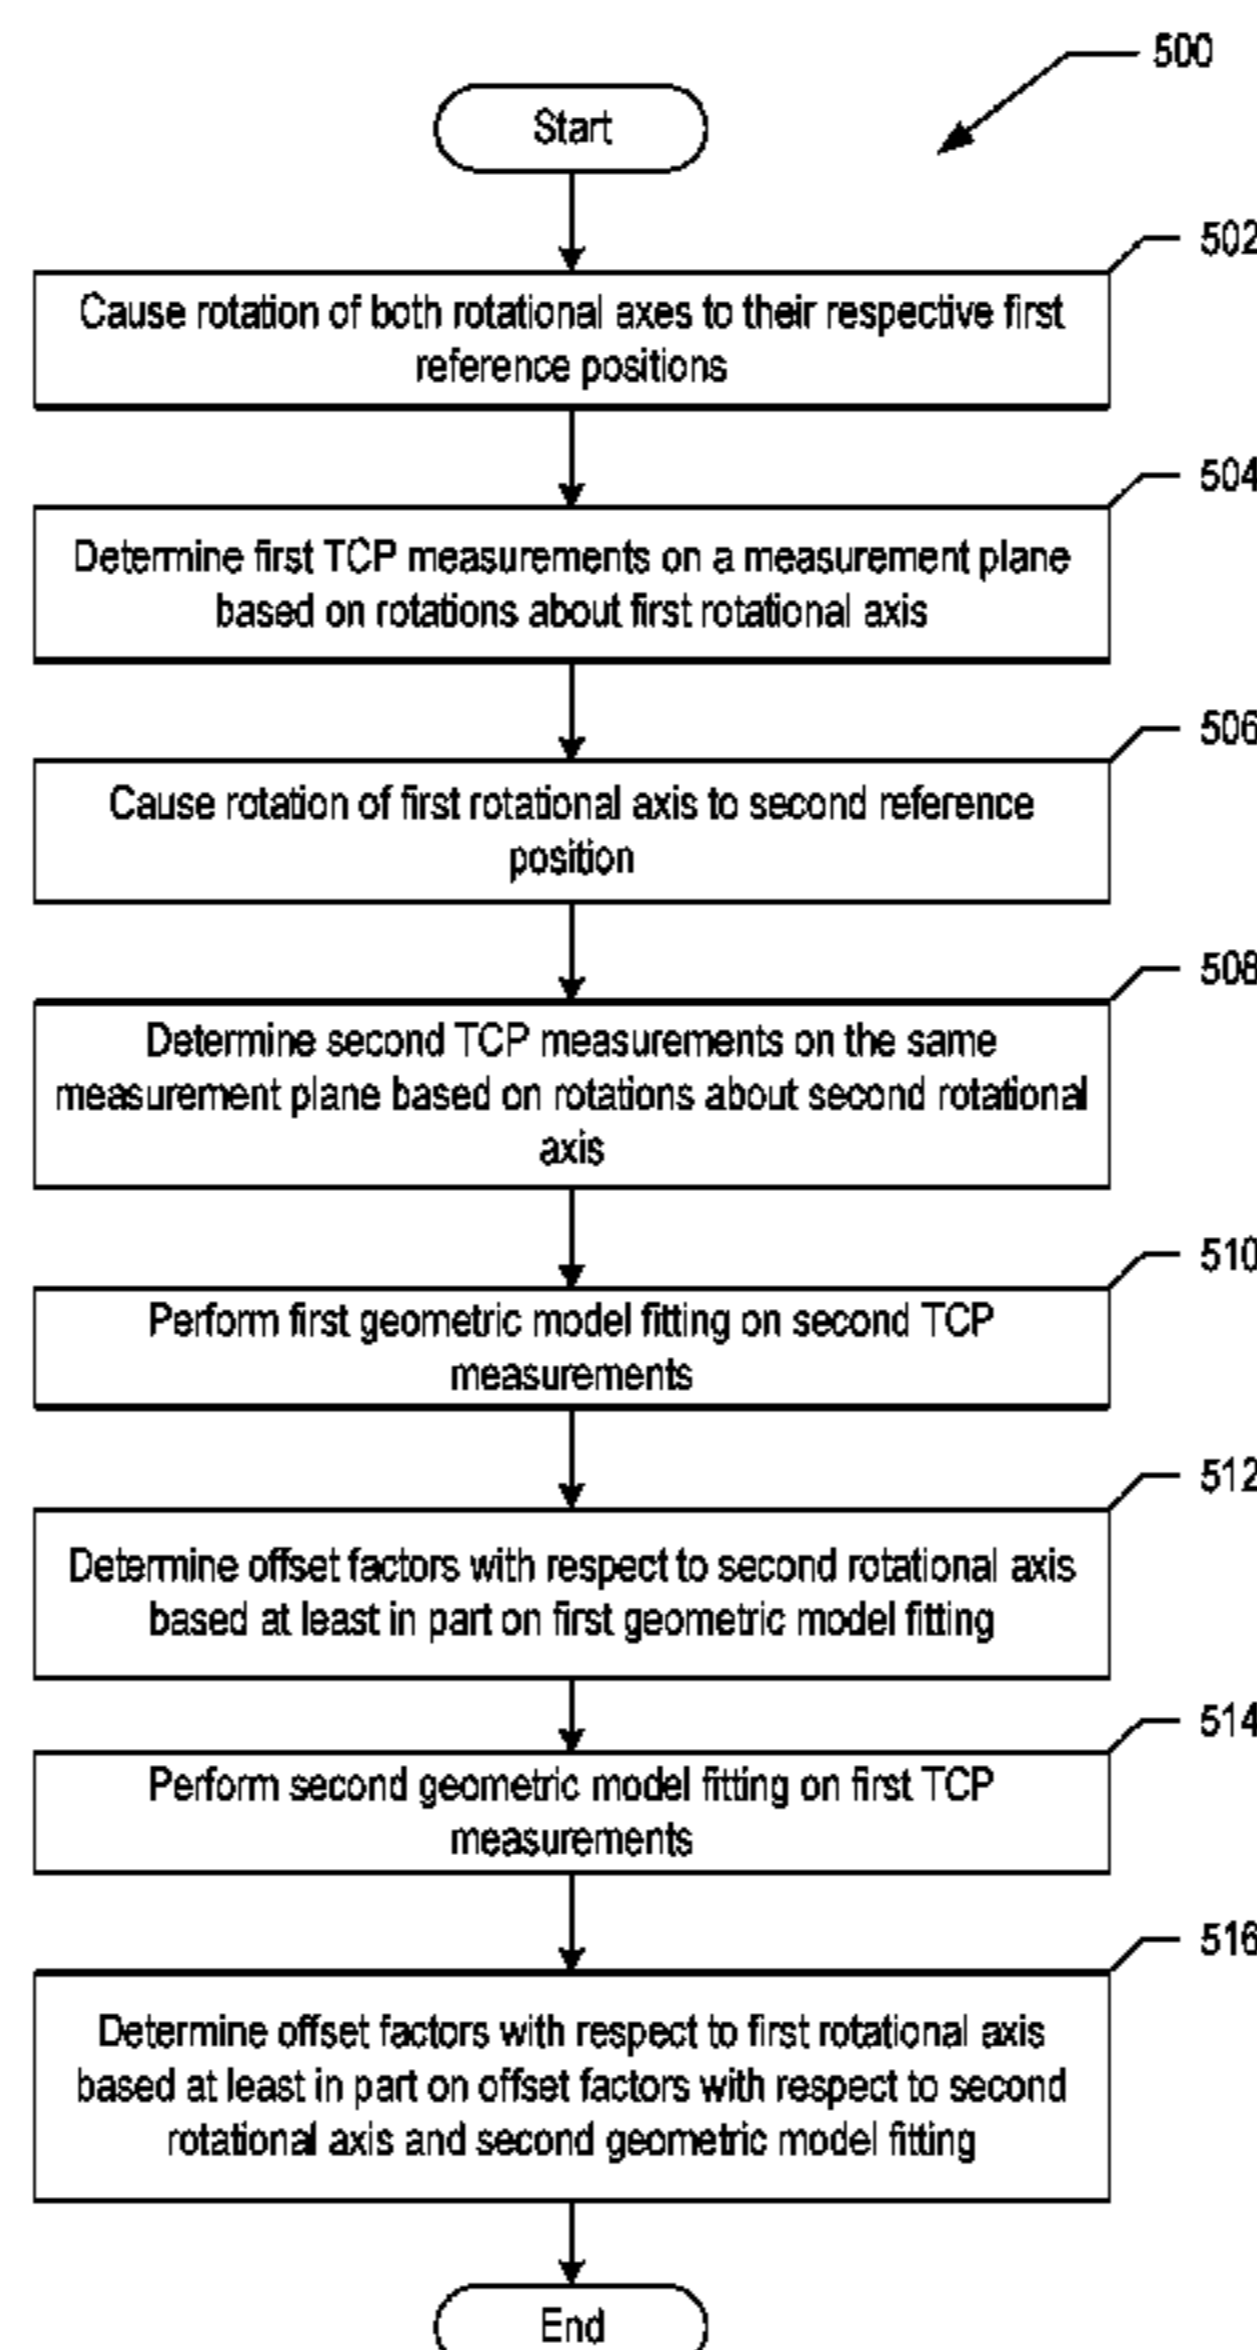 500
Start
502
Cause rotation of both rotational axes to their respective first
reference positions
504
Determine first TCP measurements on a measurement plane
based on rotations about first rotational axis
506
Cause rotation of first rotational axis to second reference
position
508
Determine second TCP measurements on the same
measurement plane based on rotations about second rotational
axis
510
Perform first geometric model fitting on second TCP
measurements
512
Determine offset factors with respect to second rotational axis
based at least in part on first geometric model fitting
514
Perform second geometric model fitting on first TCP
measurements
516
Determine offset factors with respect to first rotational axis
based at least in part on offset factors with respect to second
rotational axis and second geometric model fitting
End